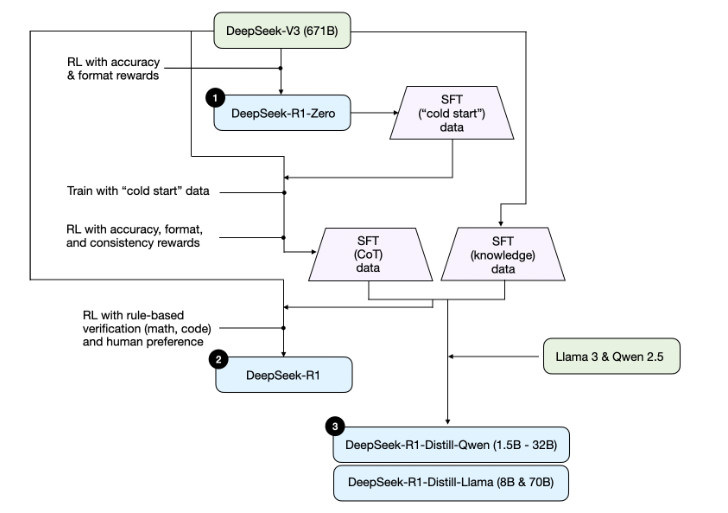 DeepSeek-V3 (671B)
RL with accuracy
& format rewards
1
DeepSeek-R1-Zero
SFT
(“cold start”)
data
Train with “cold start” data
RL with accuracy, format,
and consistency rewards
SFT
(CoT)
data
SFT
(knowledge)
data
RL with rule-based
verification (math, code)
and human preference
2
DeepSeek-R1
Llama 3 & Qwen 2.5
3
DeepSeek-R1-Distill-Qwen (1.5B - 32B)
DeepSeek-R1-Distill-Llama (8B & 70B)